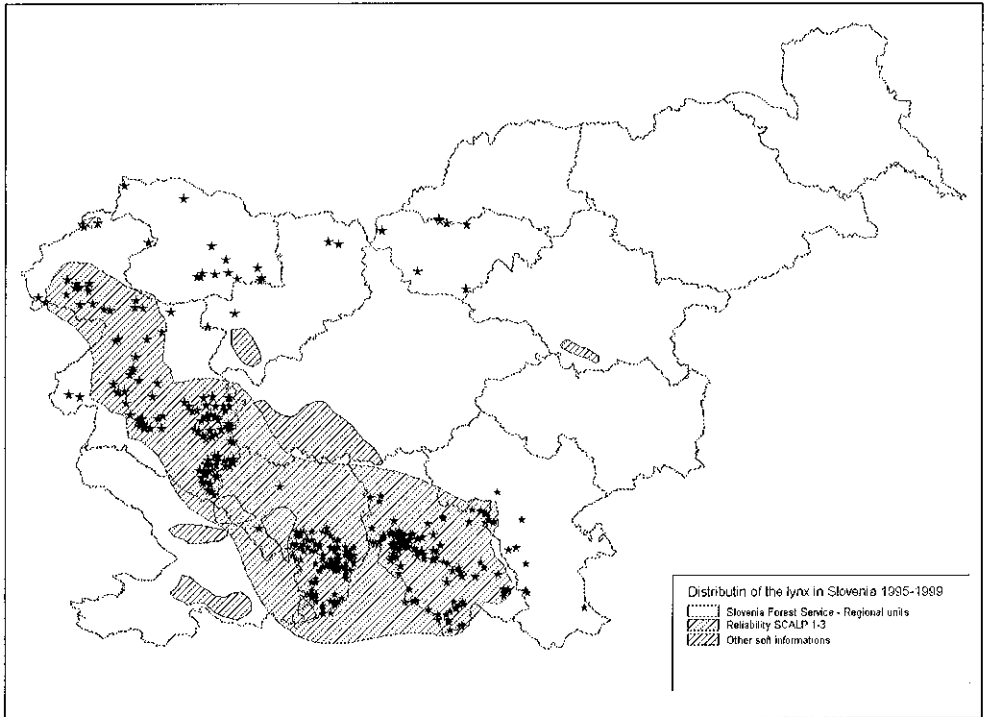 Distributin of the lynx in Slovenia 1995-1999
Slovenia Forest Service - Regional units
Reliability SCALP 1-3
Other soft informations